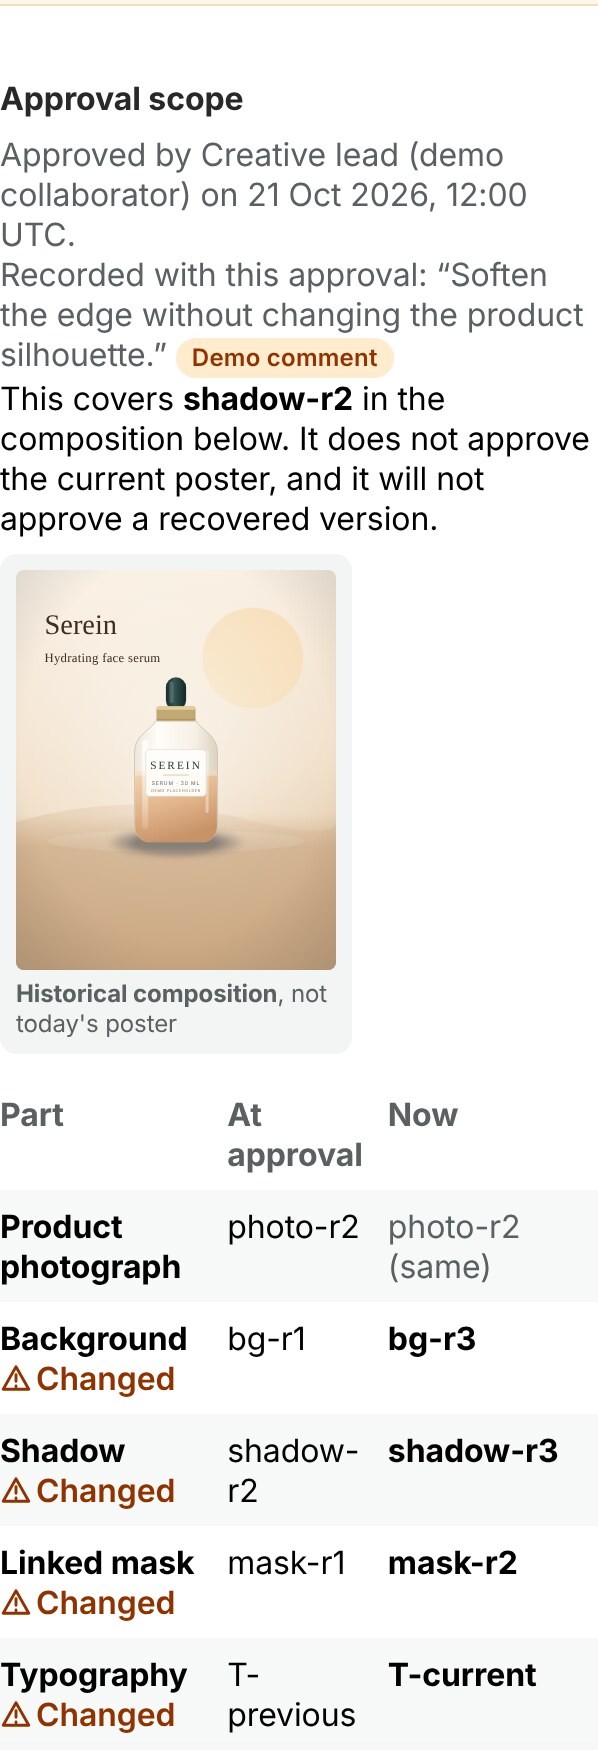 Approval scope
Approved by Creative lead (demo
collaborator) on 21 Oct 2026, 12:00
UTC.
Recorded with this approval: “Soften
the edge without changing the product
silhouette.” Demo comment
This covers shadow-r2 in the
composition below. It does not approve
the current poster, and it will not
approve a recovered version.
Serein
Hydrating face serum
SEREIN
SERUM · 30 ML
DEMO PLACEHOLDER
Historical composition, not
today's poster
Part At approval Now
Product photograph photo-r2 photo-r2 (same)
Background bg-r1 bg-r3
Changed
Shadow shadow-r2 shadow-r3
Changed
Linked mask mask-r1 mask-r2
Changed
Typography T-previous T-current
Changed